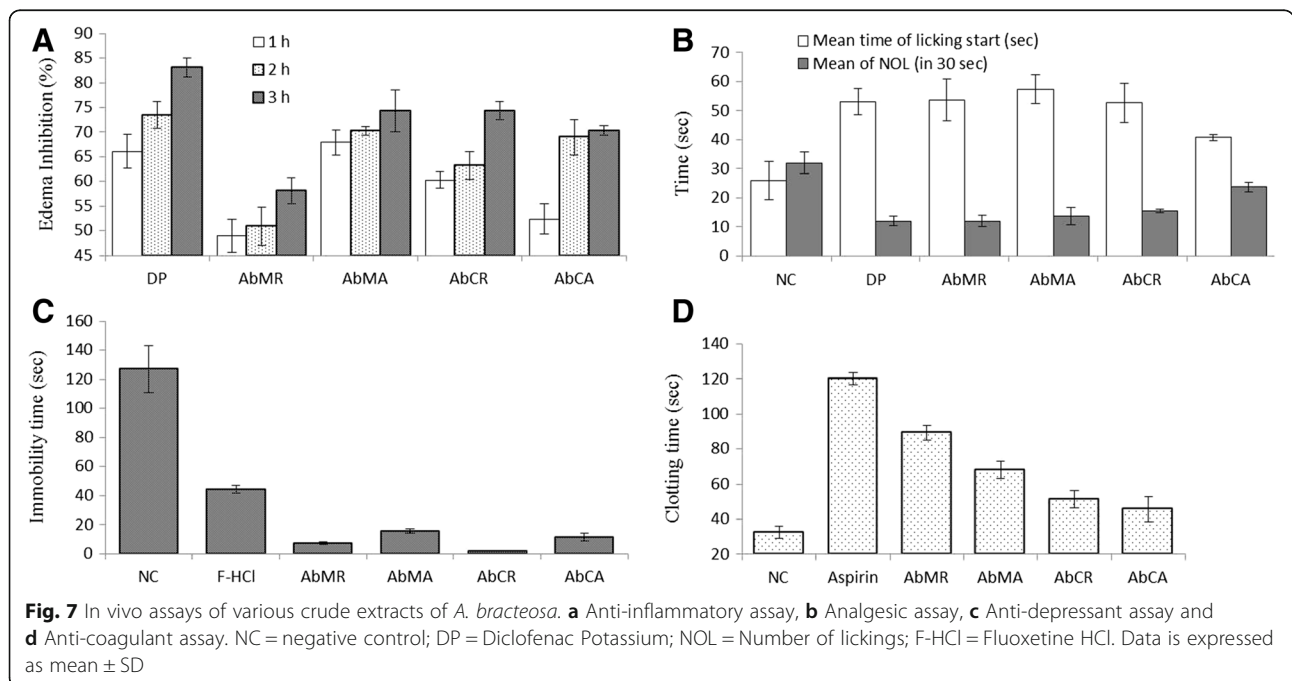 A
Edema Inhibition (%)
90
85
80
75
70
65
60
55
50
45
1 h
2 h
3 h
DP AbMR AbMA AbCR AbCA
B
Time (sec)
70
60
50
40
30
20
10
0
Mean time of licking start (sec)
Mean of NOL (in 30 sec)
NC DP AbMR AbMA AbCR AbCA
C
Immobility time (sec)
160
140
120
100
80
60
40
20
0
NC F-HCl AbMR AbMA AbCR AbCA
D
Clotting time (sec)
140
120
100
80
60
40
20
NC Aspirin AbMR AbMA AbCR AbCA
Fig. 7 In vivo assays of various crude extracts of A. bracteosa. a Anti-inflammatory assay, b Analgesic assay, c Anti-depressant assay and
d Anti-coagulant assay. NC = negative control; DP = Diclofenac Potassium; NOL = Number of lickings; F-HCl = Fluoxetine HCl. Data is expressed
as mean ± SD